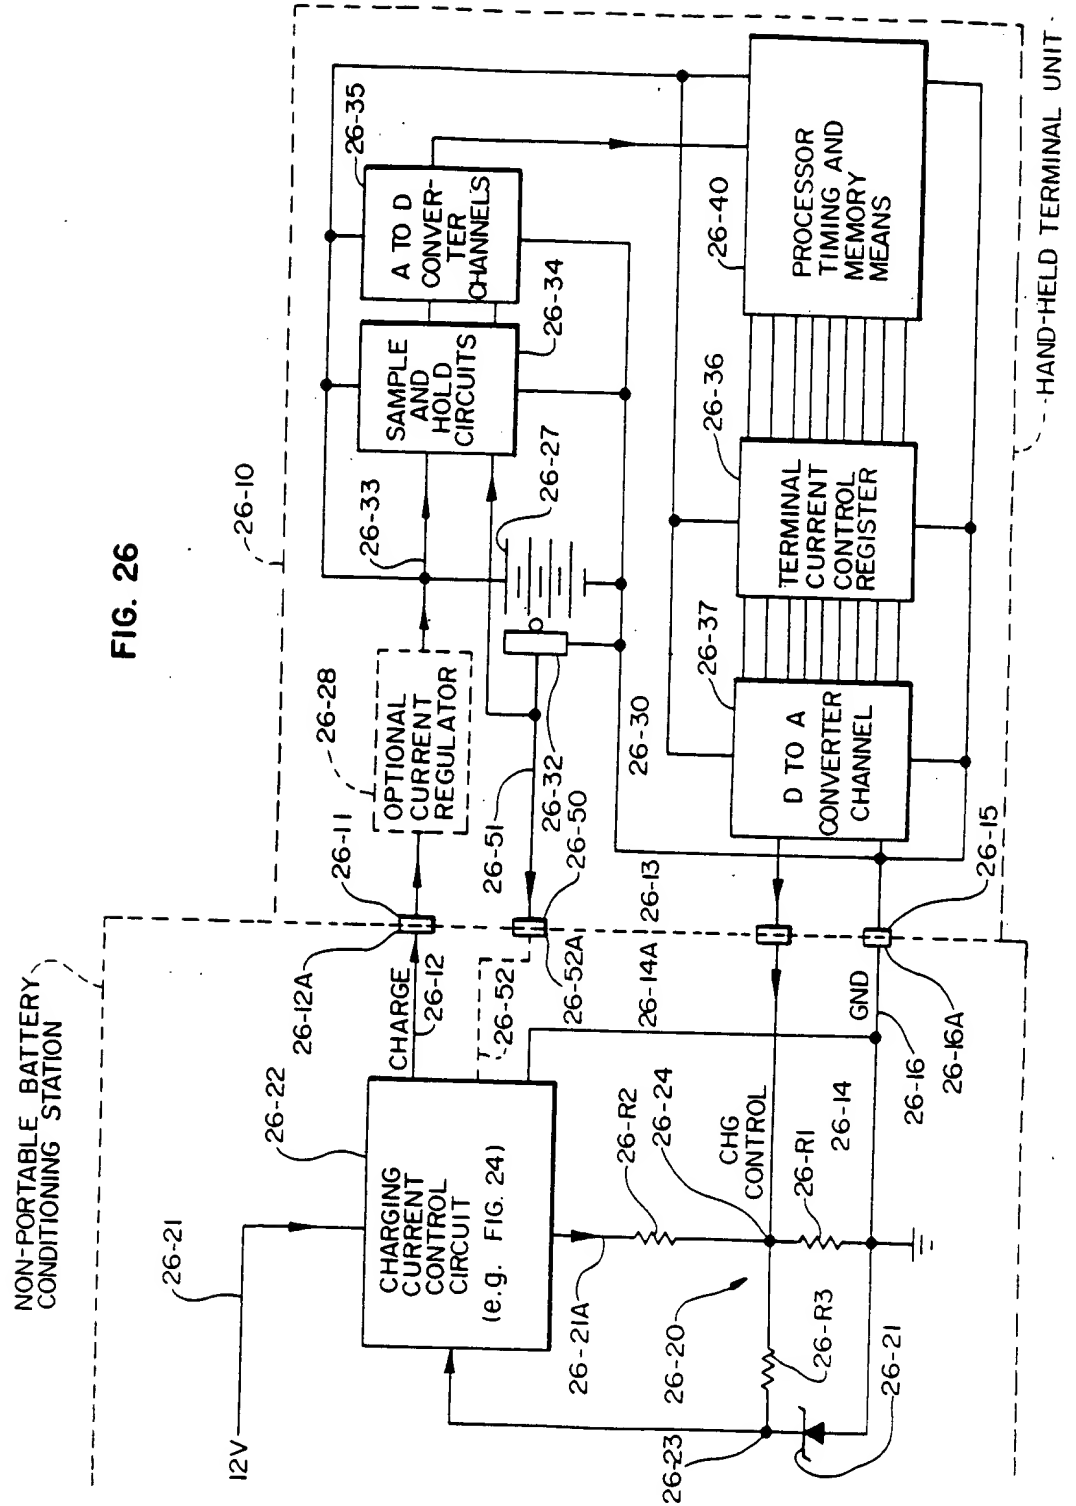 FIG. 26
NON-PORTABLE BATTERY
CONDITIONING STATION
HAND-HELD TERMINAL UNIT
26-10
26-21
12V
26-22
CHARGING
CURRENT
CONTROL
CIRCUIT
(e.g. FIG. 24)
26-12A
26-11
CHARGE
26-12
26-28
OPTIONAL
CURRENT
REGULATOR
26-33
SAMPLE
AND
HOLD
CIRCUITS
26-34
A TO D
CONVER-
TER
CHANNELS
26-35
26-27
26-32
26-51
26-50
26-52
26-52A
26-30
26-21A
26-R2
26-24
26-20
26-23
26-R3
26-21
26-R1
CHG
CONTROL
26-14
26-14A
26-13
GND
26-16
26-16A
26-15
26-37
D TO A
CONVERTER
CHANNEL
26-36
TERMINAL
CURRENT
CONTROL
REGISTER
26-40
PROCESSOR
TIMING AND
MEMORY
MEANS